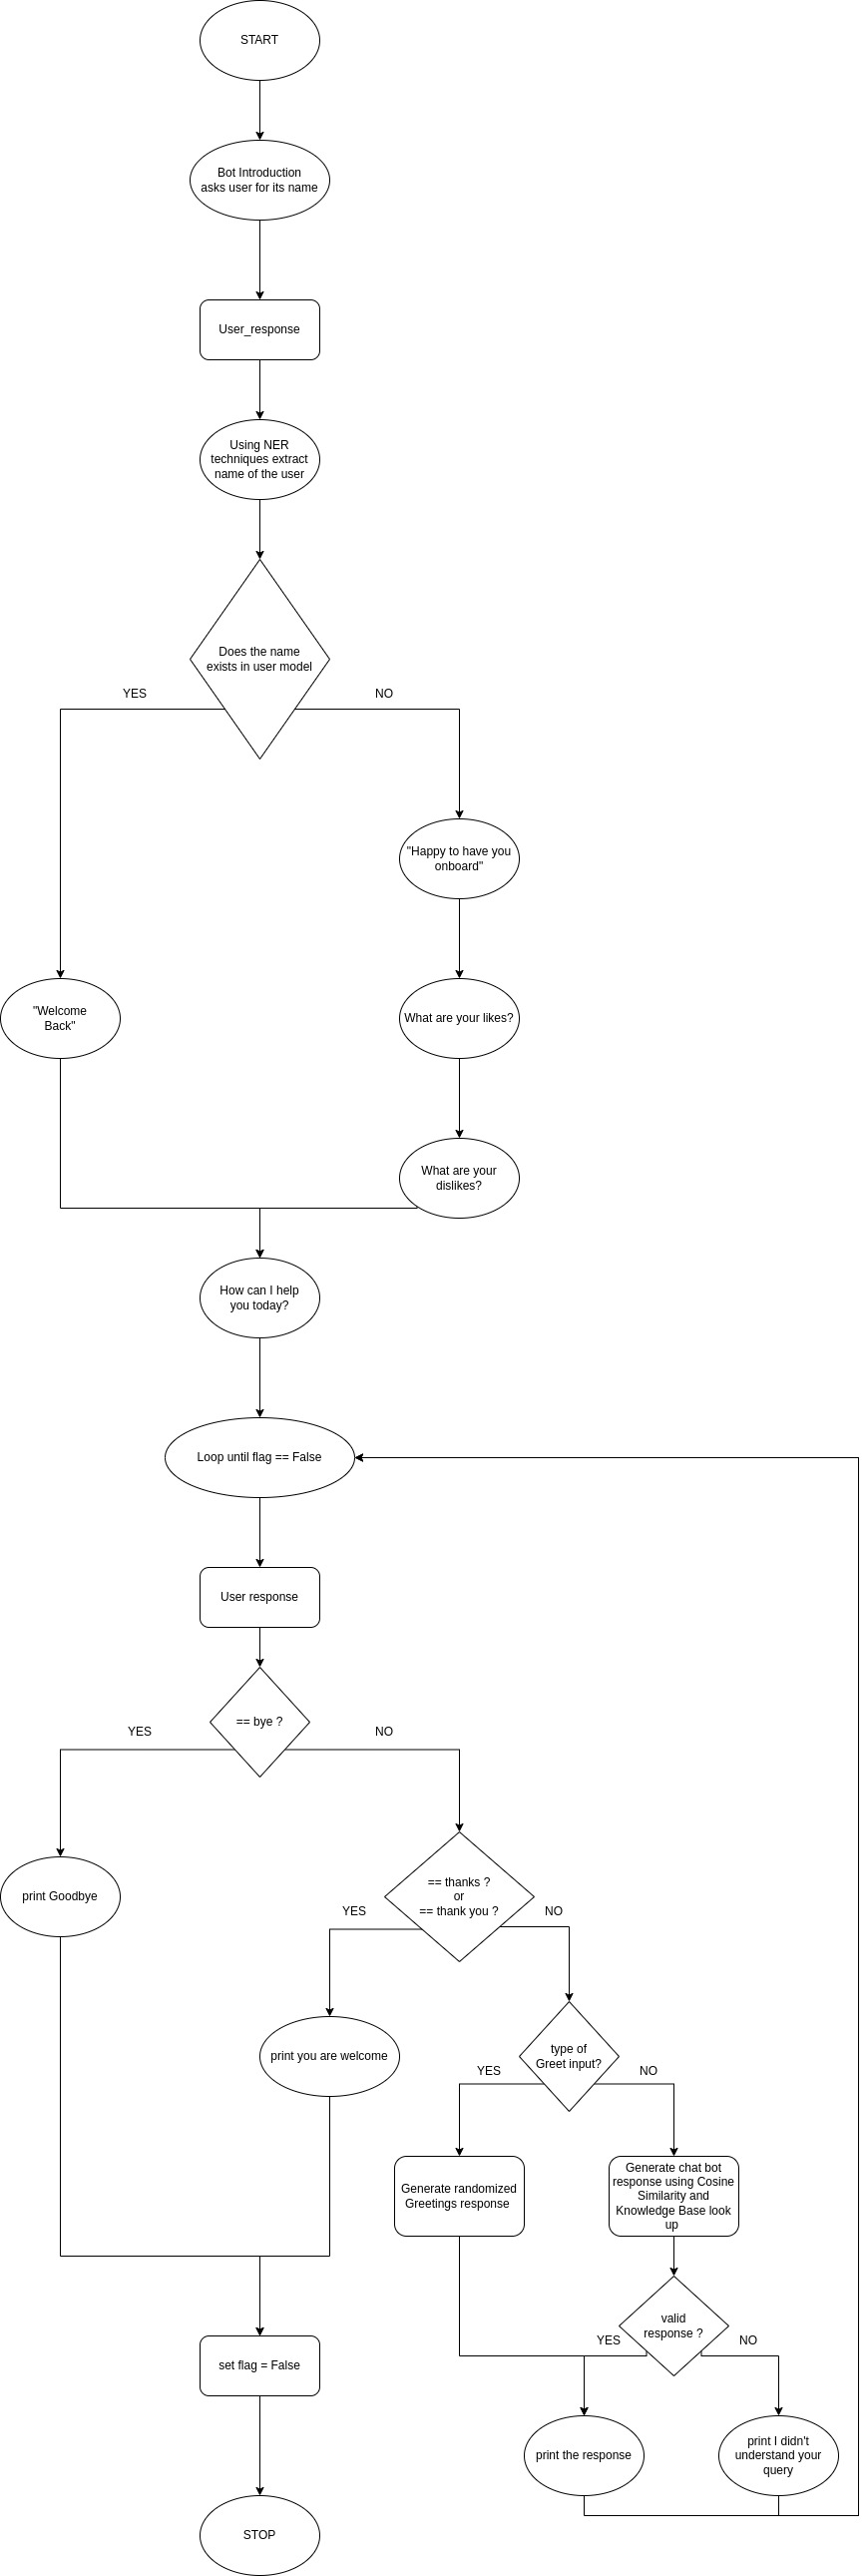 START
Bot Introduction
asks user for its name
User_response
Using NER
techniques extract
name of the user
Does the name
exists in user model
YES
NO
"Happy to have you
onboard"
"Welcome
Back"
What are your likes?
What are your
dislikes?
How can I help
you today?
Loop until flag == False
User response
== bye ?
YES
NO
print Goodbye
== thanks ?
or
== thank you ?
YES
NO
print you are welcome
type of
Greet input?
YES
NO
Generate randomized
Greetings response
Generate chat bot
response using Cosine
Similarity and
Knowledge Base look
up
valid
response ?
YES
NO
set flag = False
print the response
print I didn't
understand your
query
STOP